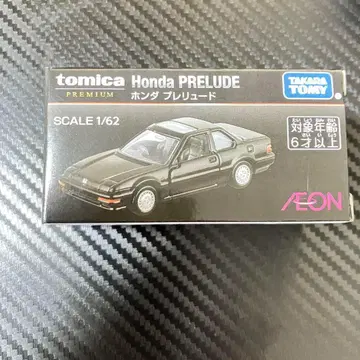 tomica Honda PRELUDE
PREMIUM ホンダ プレリュード
TAKARA
TOMY
SCALE 1/62
対象年齢
6才以上
ÆON